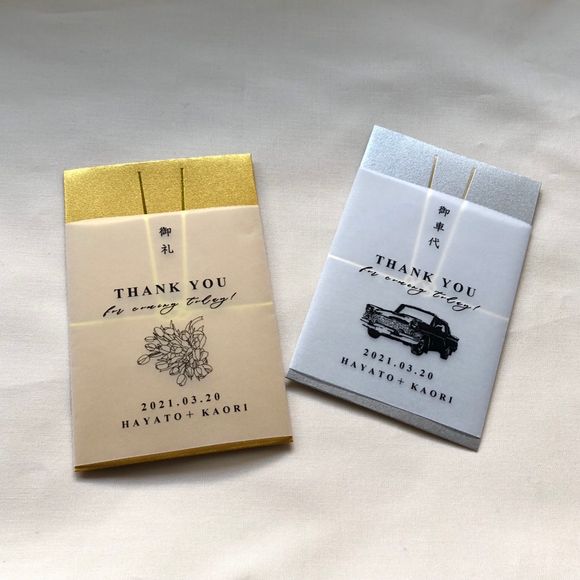 御礼
THANK YOU
for coming today!
2021.03.20
HAYATO + KAORI
御車代
THANK YOU
for coming today!
2021.03.20
HAYATO + KAORI